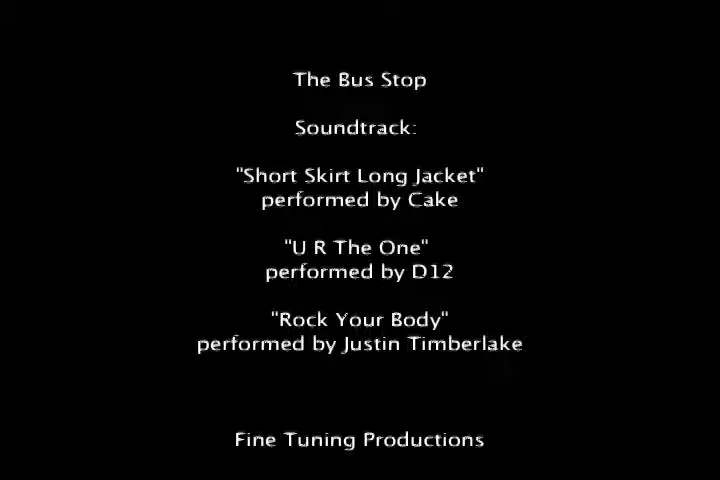 The Bus Stop
Soundtrack:
"Short Skirt Long Jacket"
performed by Cake
"U R The One"
performed by D12
"Rock Your Body"
performed by Justin Timberlake
Fine Tuning Productions